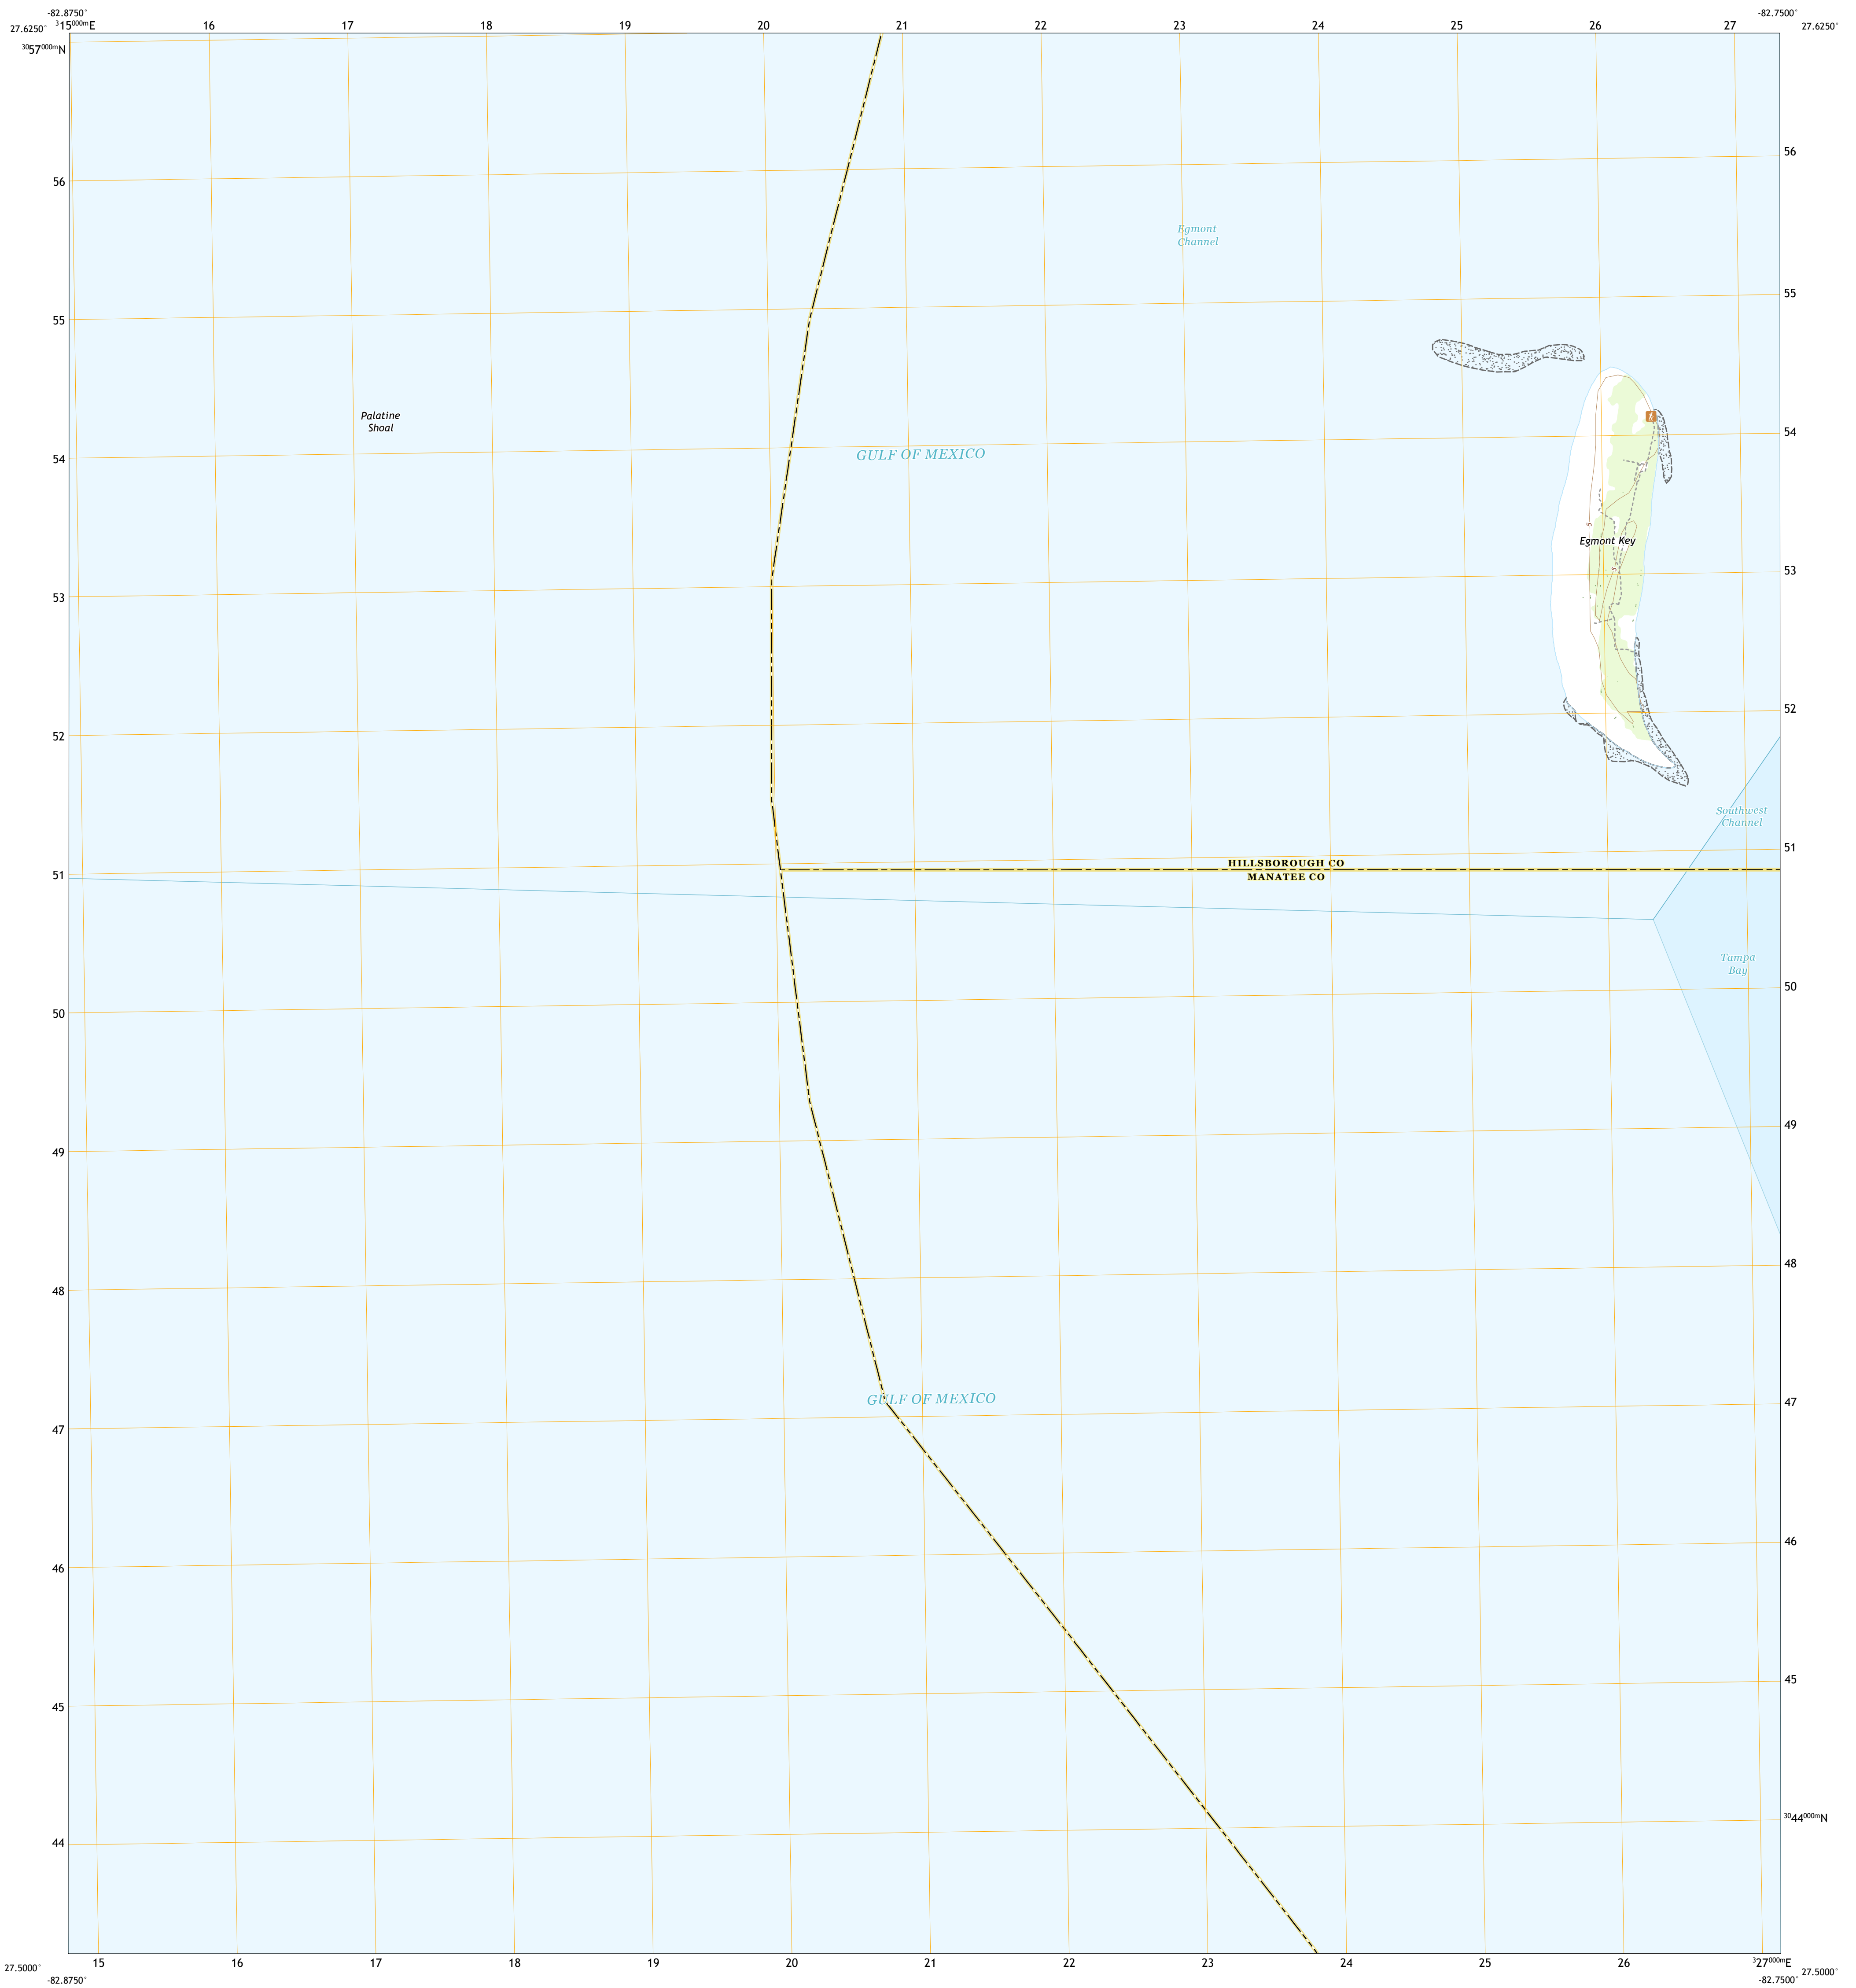 -82.8750°
-82.7500°
27.6250°
³15⁰⁰⁰ᵐE 16 17 18 19 20 21 22 23 24 25 26 27
27.6250°
³⁰57⁰⁰⁰ᵐN
56
56
Egmont
Channel
55
55
Palatine
Shoal
54
54
GULF OF MEXICO
5
Egmont Key
5
53
53
52
52
Southwest
Channel
51
51
HILLSBOROUGH CO
MANATEE CO
Tampa
Bay
50
50
49
49
48
48
47
47
GULF OF MEXICO
46
46
45
45
³⁰44⁰⁰⁰ᵐN
44
27.5000°
15 16 17 18 19 20 21 22 23 24 25 26 ³27⁰⁰⁰ᵐE
27.5000°
-82.8750°
-82.7500°